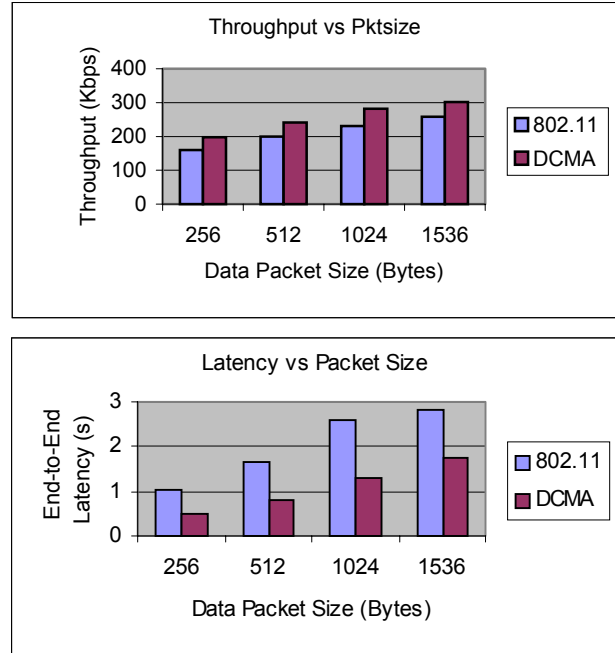 Throughput vs Pktsize
Throughput (Kbps)
400
300
200
100
0
256 512 1024 1536
Data Packet Size (Bytes)
802.11
DCMA
Latency vs Packet Size
End-to-End
Latency (s)
3
2
1
0
256 512 1024 1536
Data Packet Size (Bytes)
802.11
DCMA